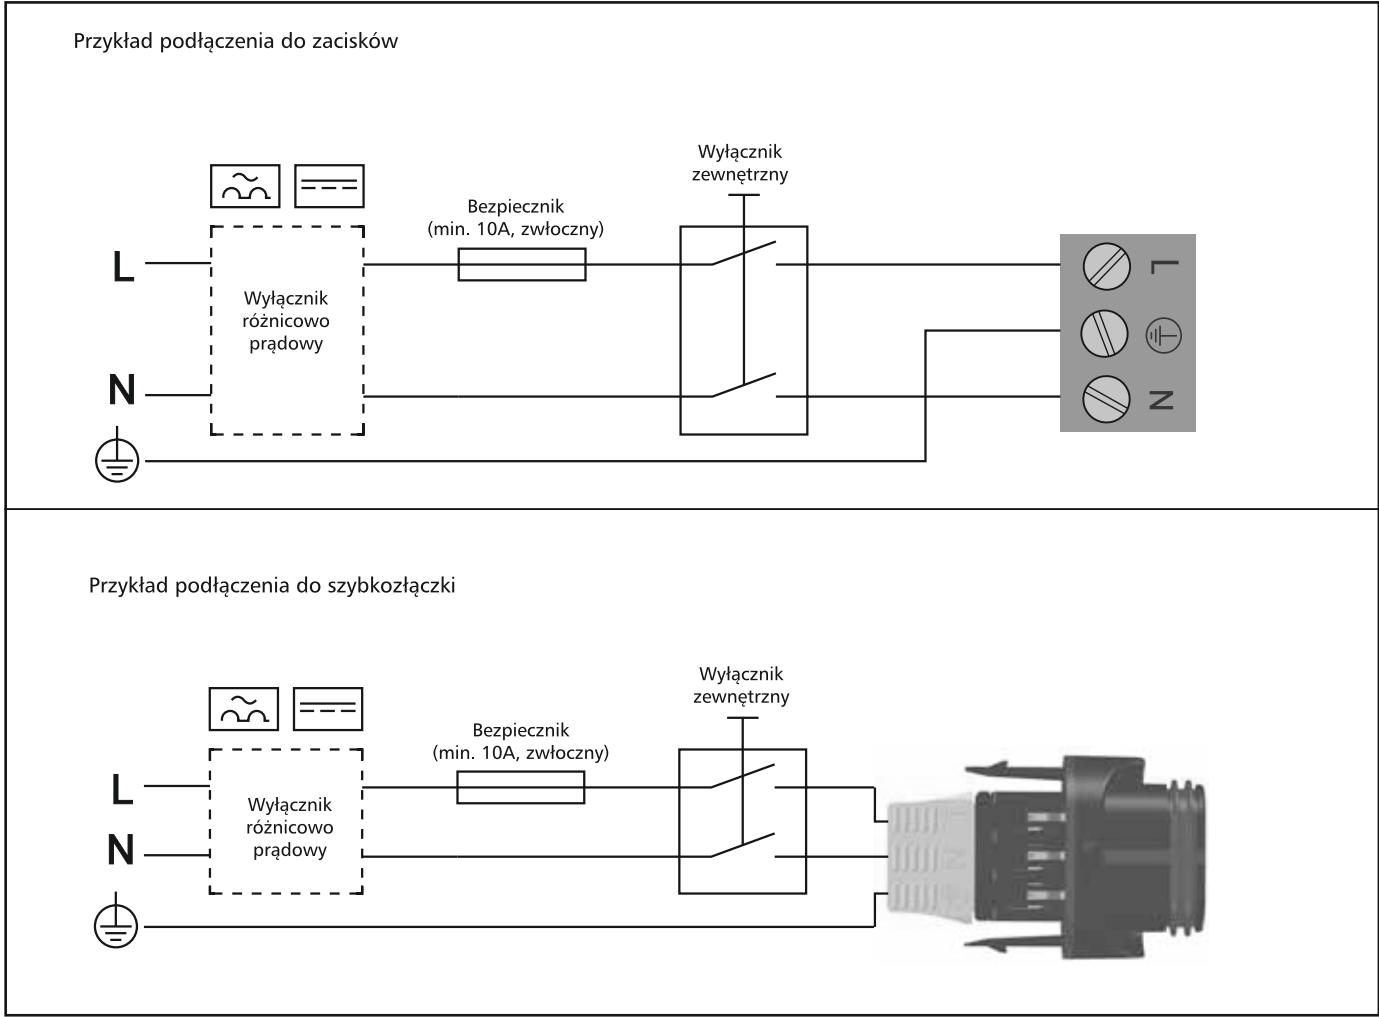 Przykład podłączenia do zacisków
Wyłącznik
zewnętrzny
Bezpiecznik
(min. 10A, zwłoczny)
L
Wyłącznik
różnicowo
prądowy
N
L
N
Przykład podłączenia do szybkozłączki
Wyłącznik
zewnętrzny
Bezpiecznik
(min. 10A, zwłoczny)
L
Wyłącznik
różnicowo
prądowy
N